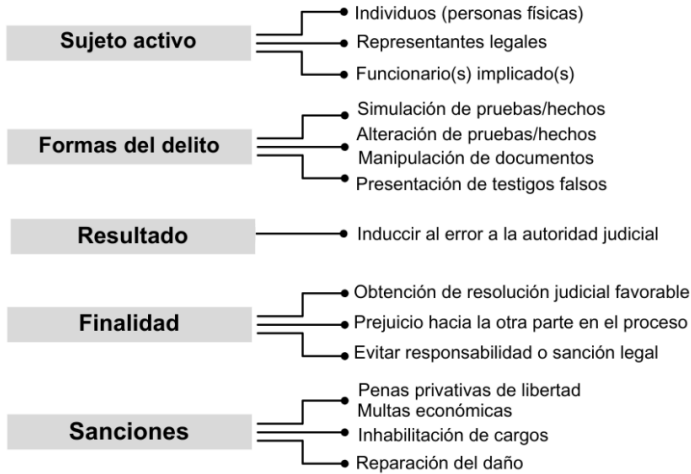 Sujeto activo
Individuos (personas físicas)
Representantes legales
Funcionario(s) implicado(s)
Formas del delito
Simulación de pruebas/hechos
Alteración de pruebas/hechos
Manipulación de documentos
Presentación de testigos falsos
Resultado
Induccir al error a la autoridad judicial
Finalidad
Obtención de resolución judicial favorable
Prejuicio hacia la otra parte en el proceso
Evitar responsabilidad o sanción legal
Sanciones
Penas privativas de libertad
Multas económicas
Inhabilitación de cargos
Reparación del daño